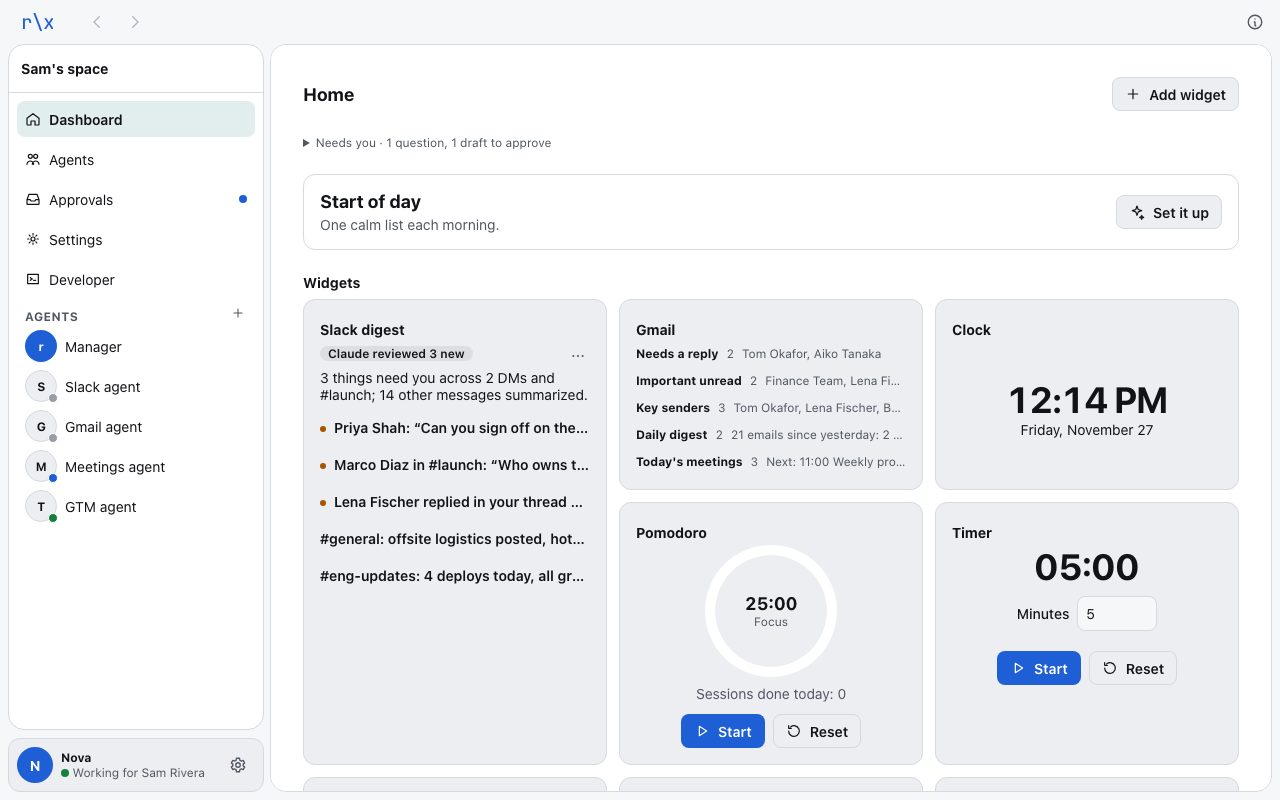 r\x
Sam's space
Dashboard
Agents
Approvals
Settings
Developer
AGENTS
r
Manager
S
Slack agent
G
Gmail agent
M
Meetings agent
T
GTM agent
N
Nova
Working for Sam Rivera
Home
Add widget
Needs you · 1 question, 1 draft to approve
Start of day
One calm list each morning.
Set it up
Widgets
Slack digest
Claude reviewed 3 new
...
3 things need you across 2 DMs and
#launch; 14 other messages summarized.
Priya Shah: “Can you sign off on the...
Marco Diaz in #launch: “Who owns t...
Lena Fischer replied in your thread ...
#general: offsite logistics posted, hot...
#eng-updates: 4 deploys today, all gr...
Gmail
Needs a reply 2 Tom Okafor, Aiko Tanaka
Important unread 2 Finance Team, Lena Fi...
Key senders 3 Tom Okafor, Lena Fischer, B...
Daily digest 2 21 emails since yesterday: 2 ...
Today's meetings 3 Next: 11:00 Weekly pro...
Clock
12:14 PM
Friday, November 27
Pomodoro
25:00
Focus
Sessions done today: 0
Start
Reset
Timer
05:00
Minutes 5
Start
Reset